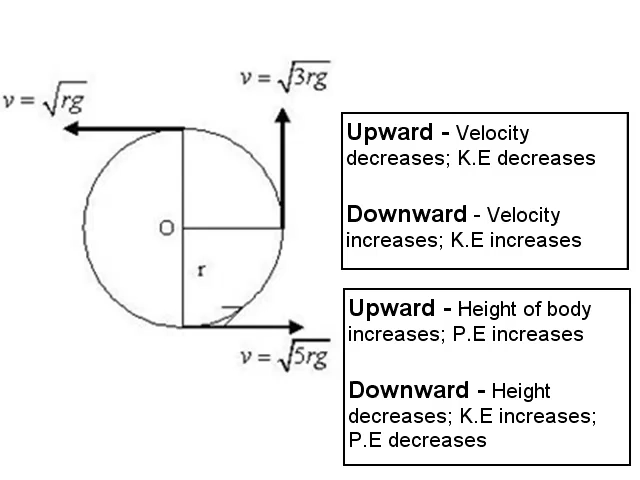 v = √3rg
v = √rg
O
r
v = √5rg
Upward - Velocity
decreases; K.E decreases
Downward - Velocity
increases; K.E increases
Upward - Height of body
increases; P.E increases
Downward - Height
decreases; K.E increases;
P.E decreases